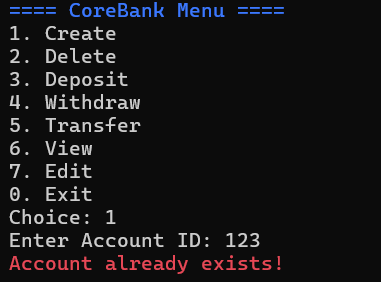 ==== CoreBank Menu ====
1. Create
2. Delete
3. Deposit
4. Withdraw
5. Transfer
6. View
7. Edit
0. Exit
Choice: 1
Enter Account ID: 123
Account already exists!